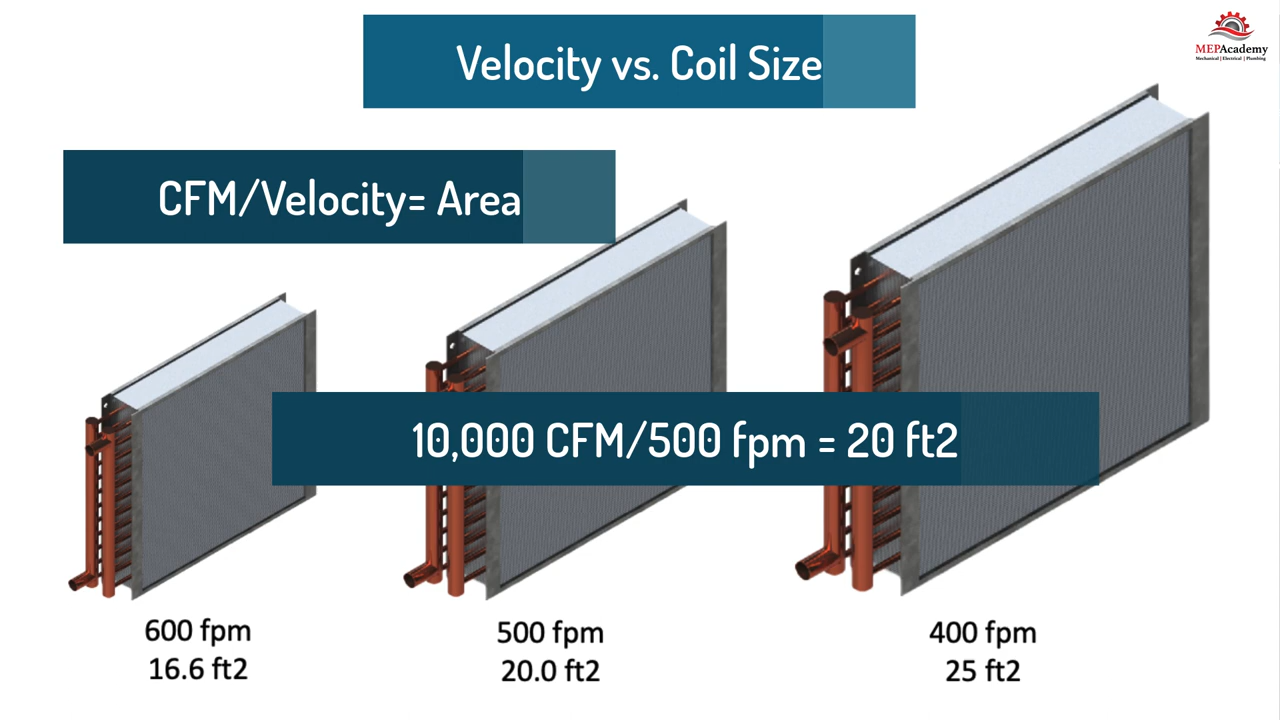 Velocity vs. Coil Size
MEPAcademy
Mechanical | Electrical | Plumbing
CFM/Velocity= Area
10,000 CFM/500 fpm = 20 ft2
600 fpm
16.6 ft2
500 fpm
20.0 ft2
400 fpm
25 ft2